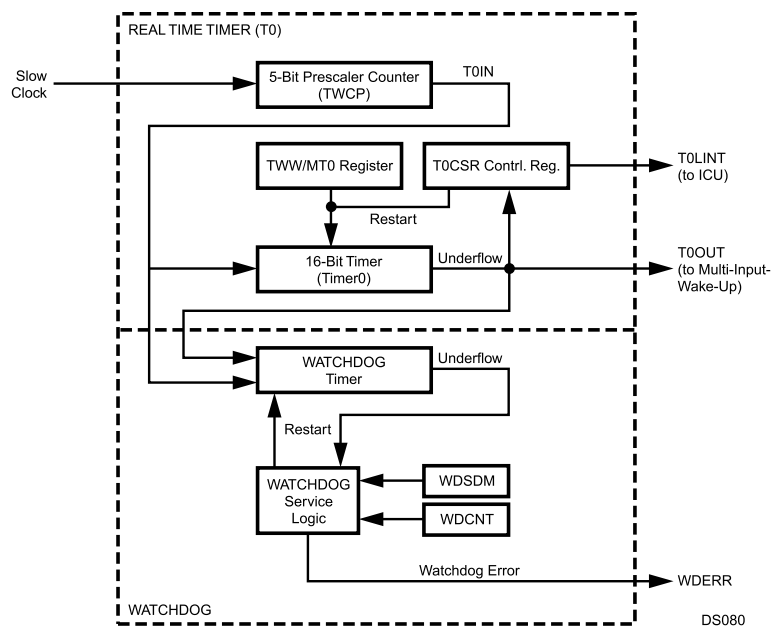 REAL TIME TIMER (T0)
Slow
Clock
5-Bit Prescaler Counter
(TWCP)
T0IN
TWW/MT0 Register
T0CSR Contrl. Reg.
T0LINT
(to ICU)
Restart
16-Bit Timer
(Timer0)
Underflow
T0OUT
(to Multi-Input-
Wake-Up)
WATCHDOG
Timer
Underflow
Restart
WATCHDOG
Service
Logic
WDSDM
WDCNT
Watchdog Error
WDERR
WATCHDOG
DS080